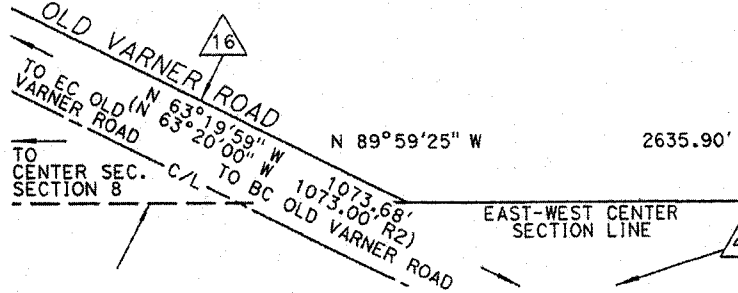 OLD VARNER ROAD
16
TO EC OLD
VARNER ROAD
N 63°19'59" W 1073.68'
(N 63°20'00" W 1073.00' R2)
C/L TO BC OLD VARNER ROAD
N 89°59'25" W 2635.90'
TO
CENTER SEC.
SECTION 8
EAST-WEST CENTER
SECTION LINE
4